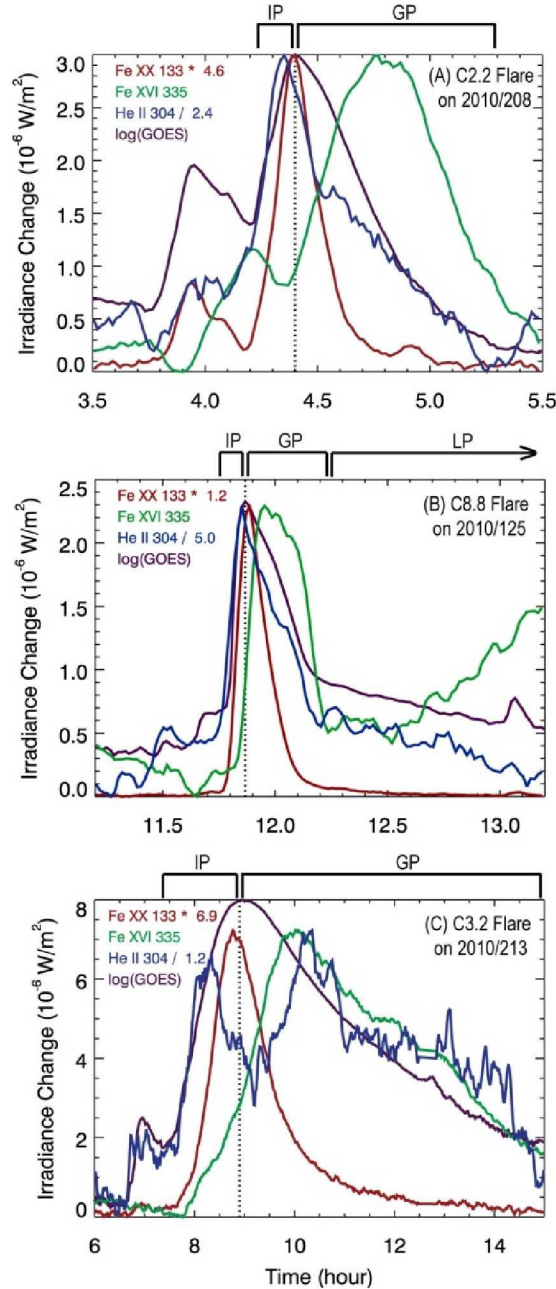 IP GP
3.0
2.5
2.0
1.5
1.0
0.5
0.0
Irradiance Change (10⁻⁶ W/m²)
Fe XX 133 * 4.6
Fe XVI 335
He II 304 / 2.4
log(GOES)
(A) C2.2 Flare
on 2010/208
3.5 4.0 4.5 5.0 5.5
IP GP LP
2.5
2.0
1.5
1.0
0.5
0.0
Irradiance Change (10⁻⁶ W/m²)
Fe XX 133 * 1.2
Fe XVI 335
He II 304 / 5.0
log(GOES)
(B) C8.8 Flare
on 2010/125
11.5 12.0 12.5 13.0
IP GP
8
6
4
2
0
Irradiance Change (10⁻⁶ W/m²)
Fe XX 133 * 6.9
Fe XVI 335
He II 304 / 1.2
log(GOES)
(C) C3.2 Flare
on 2010/213
6 8 10 12 14
Time (hour)